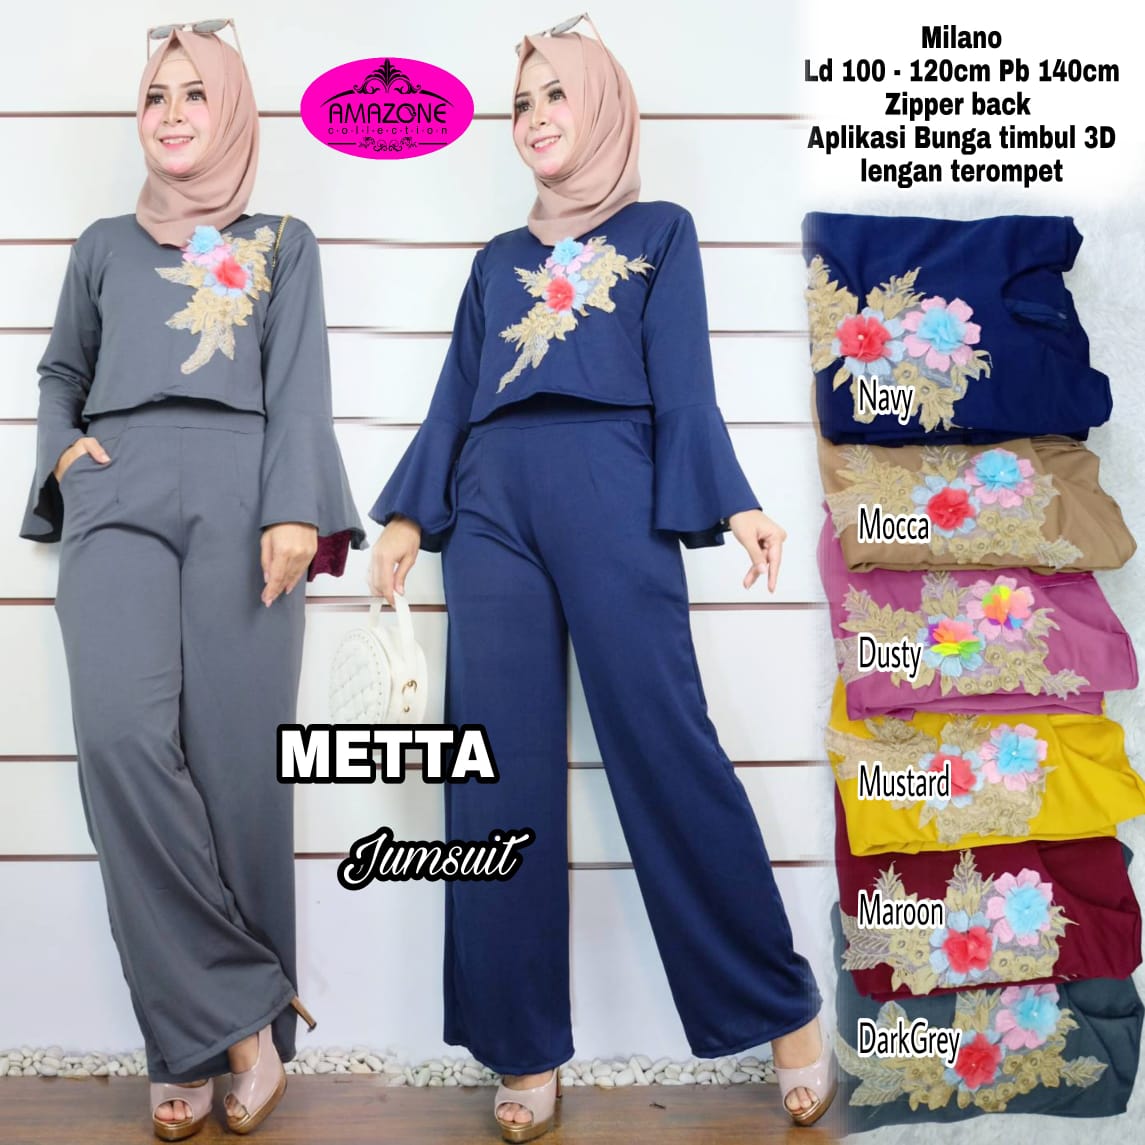 AMAZONE
collection
Milano
Ld 100 - 120cm Pb 140cm
Zipper back
Aplikasi Bunga timbul 3D
lengan terompet
Navy
Mocca
Dusty
Mustard
Maroon
DarkGrey
METTA
Jumsuit